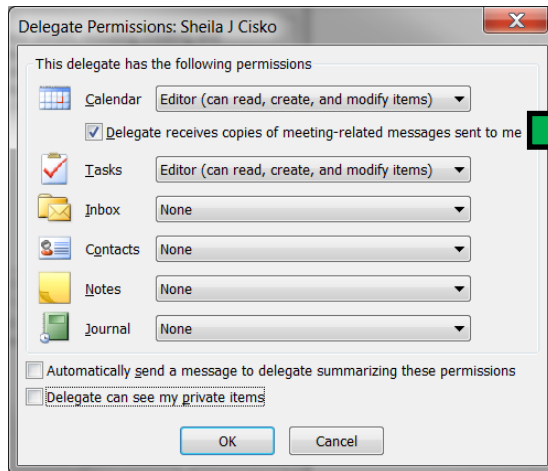 Delegate Permissions: Sheila J Cisko
This delegate has the following permissions
Calendar Editor (can read, create, and modify items)
Delegate receives copies of meeting-related messages sent to me
Tasks Editor (can read, create, and modify items)
Inbox None
Contacts None
Notes None
Journal None
Automatically send a message to delegate summarizing these permissions
Delegate can see my private items
OK Cancel